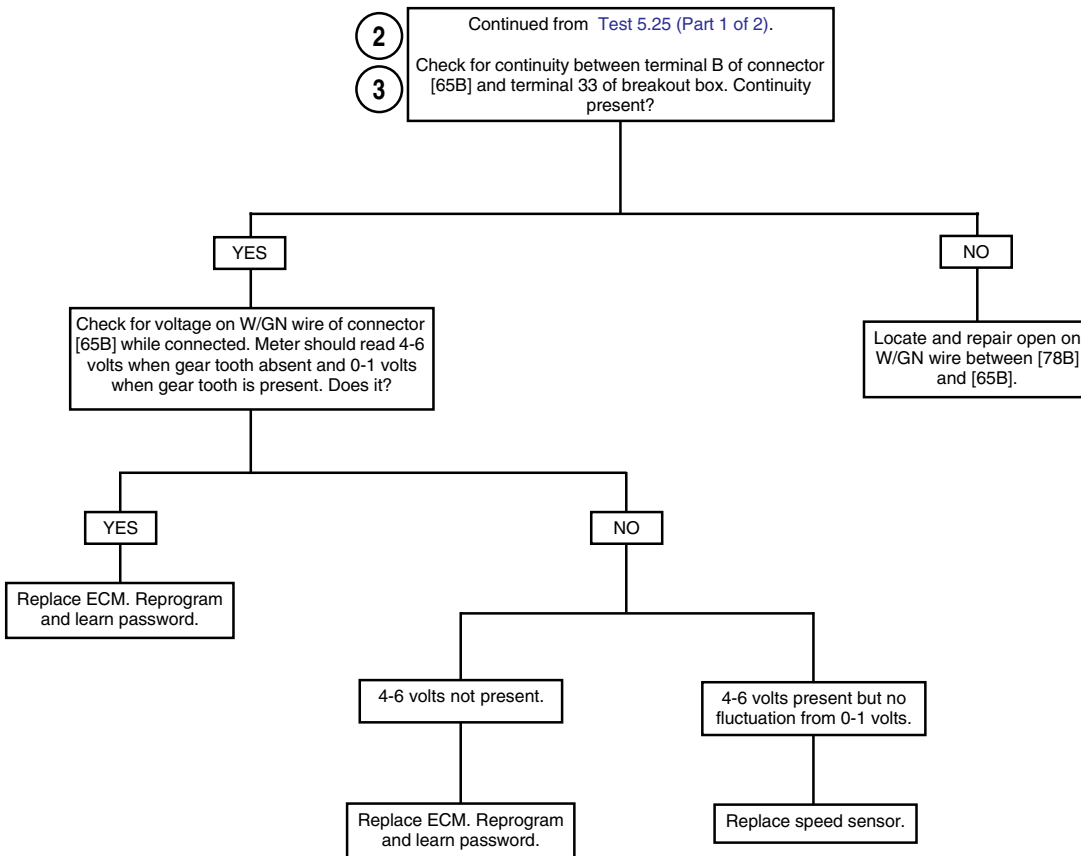 2
3
Continued from Test 5.25 (Part 1 of 2).
Check for continuity between terminal B of connector
[65B] and terminal 33 of breakout box. Continuity
present?
YES
NO
Check for voltage on W/GN wire of connector
[65B] while connected. Meter should read 4-6
volts when gear tooth absent and 0-1 volts
when gear tooth is present. Does it?
Locate and repair open on
W/GN wire between [78B]
and [65B].
YES
NO
Replace ECM. Reprogram
and learn password.
4-6 volts not present.
4-6 volts present but no
fluctuation from 0-1 volts.
Replace ECM. Reprogram
and learn password.
Replace speed sensor.